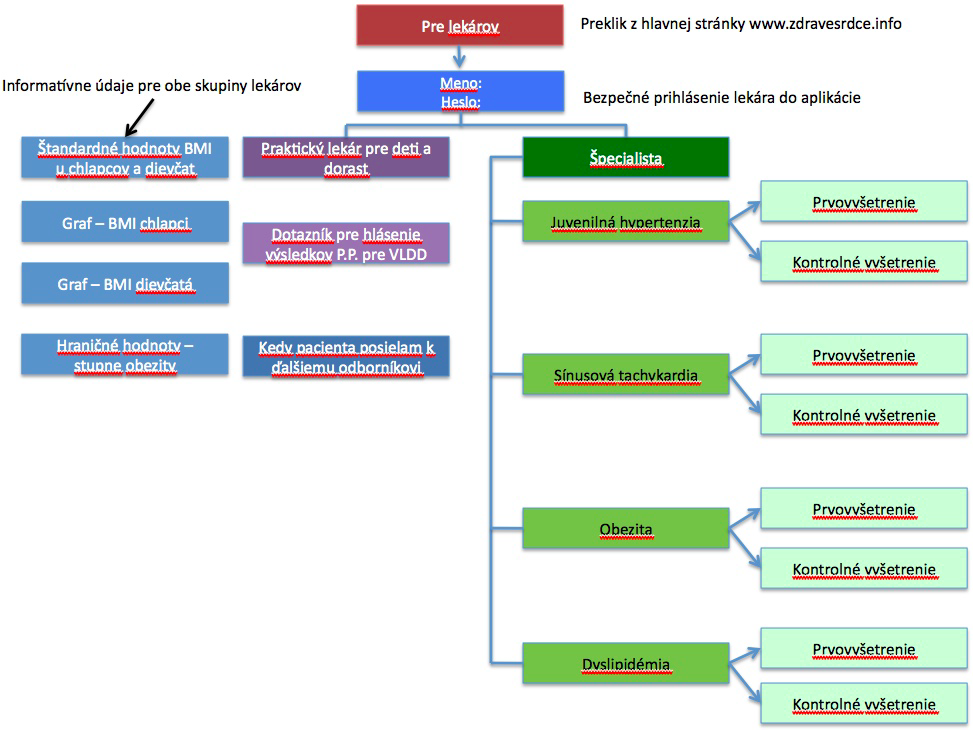 Pre lekárov
Preklik z hlavnej stránky www.zdravesrdce.info
Meno:
Heslo:
Bezpečné prihlásenie lekára do aplikácie
Informatívne údaje pre obe skupiny lekárov
Štandardné hodnoty BMI
u chlapcov a dievčat
Graf – BMI chlapci
Graf – BMI dievčatá
Hraničné hodnoty –
stupne obezity
Praktický lekár pre deti a
dorast
Dotazník pre hlásenie
výsledkov P.P. pre VLDD
Kedy pacienta posielam k
ďalšiemu odborníkovi
Špecialista
Juvenilná hypertenzia
Prvovyšetrenie
Kontrolné vyšetrenie
Sínusová tachykardia
Prvovyšetrenie
Kontrolné vyšetrenie
Obezita
Prvovyšetrenie
Kontrolné vyšetrenie
Dyslipidémia
Prvovyšetrenie
Kontrolné vyšetrenie